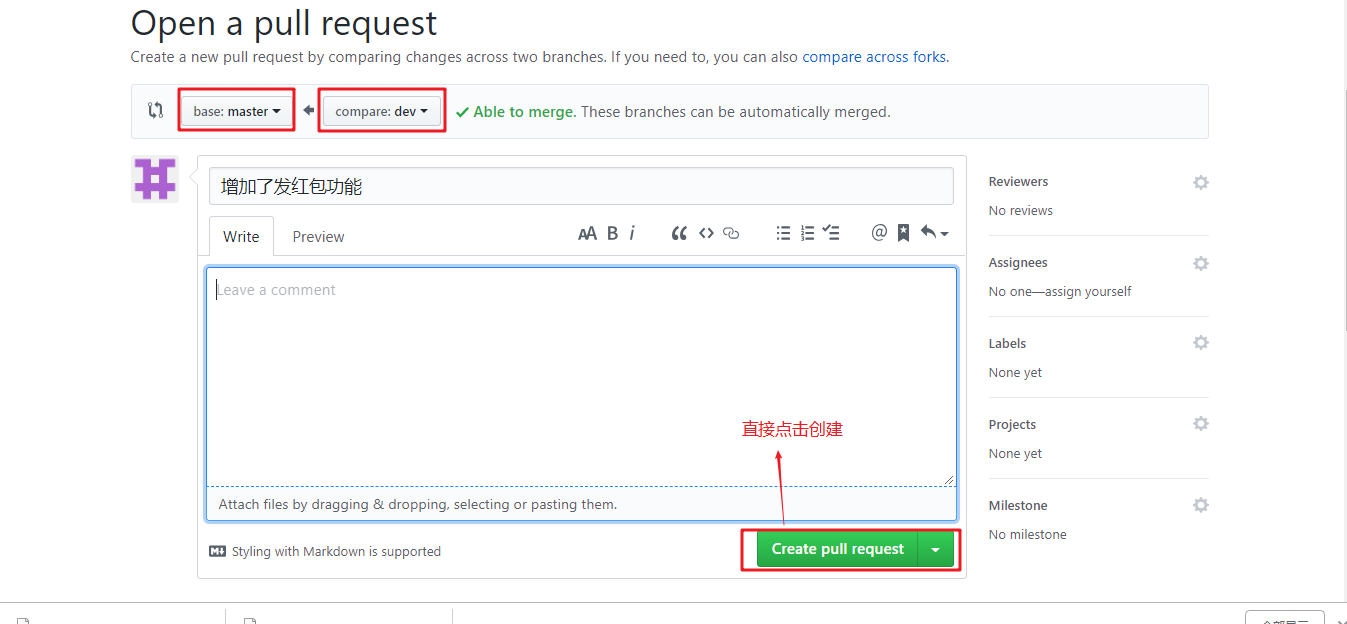 Open a pull request
Create a new pull request by comparing changes across two branches. If you need to, you can also compare across forks.
base: master
compare: dev
Able to merge. These branches can be automatically merged.
增加了发红包功能
Write
Preview
Leave a comment
直接点击创建
Attach files by dragging & dropping, selecting or pasting them.
Styling with Markdown is supported
Create pull request
Reviewers
No reviews
Assignees
No one—assign yourself
Labels
None yet
Projects
None yet
Milestone
No milestone